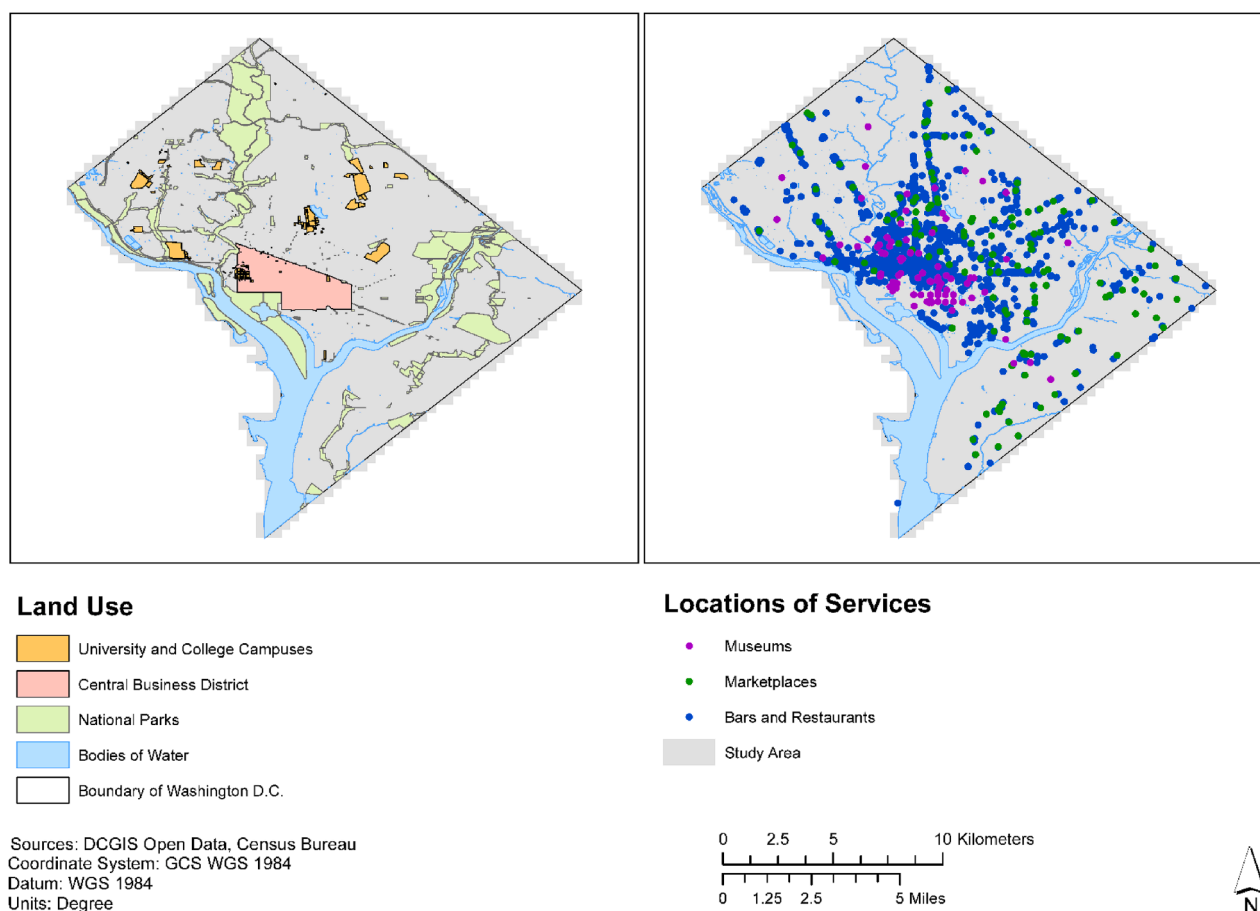 Land Use
University and College Campuses
Central Business District
National Parks
Bodies of Water
Boundary of Washington D.C.
Sources: DCGIS Open Data, Census Bureau
Coordinate System: GCS WGS 1984
Datum: WGS 1984
Units: Degree
Locations of Services
Museums
Marketplaces
Bars and Restaurants
Study Area
0 2.5 5 10 Kilometers
0 1.25 2.5 5 Miles
N